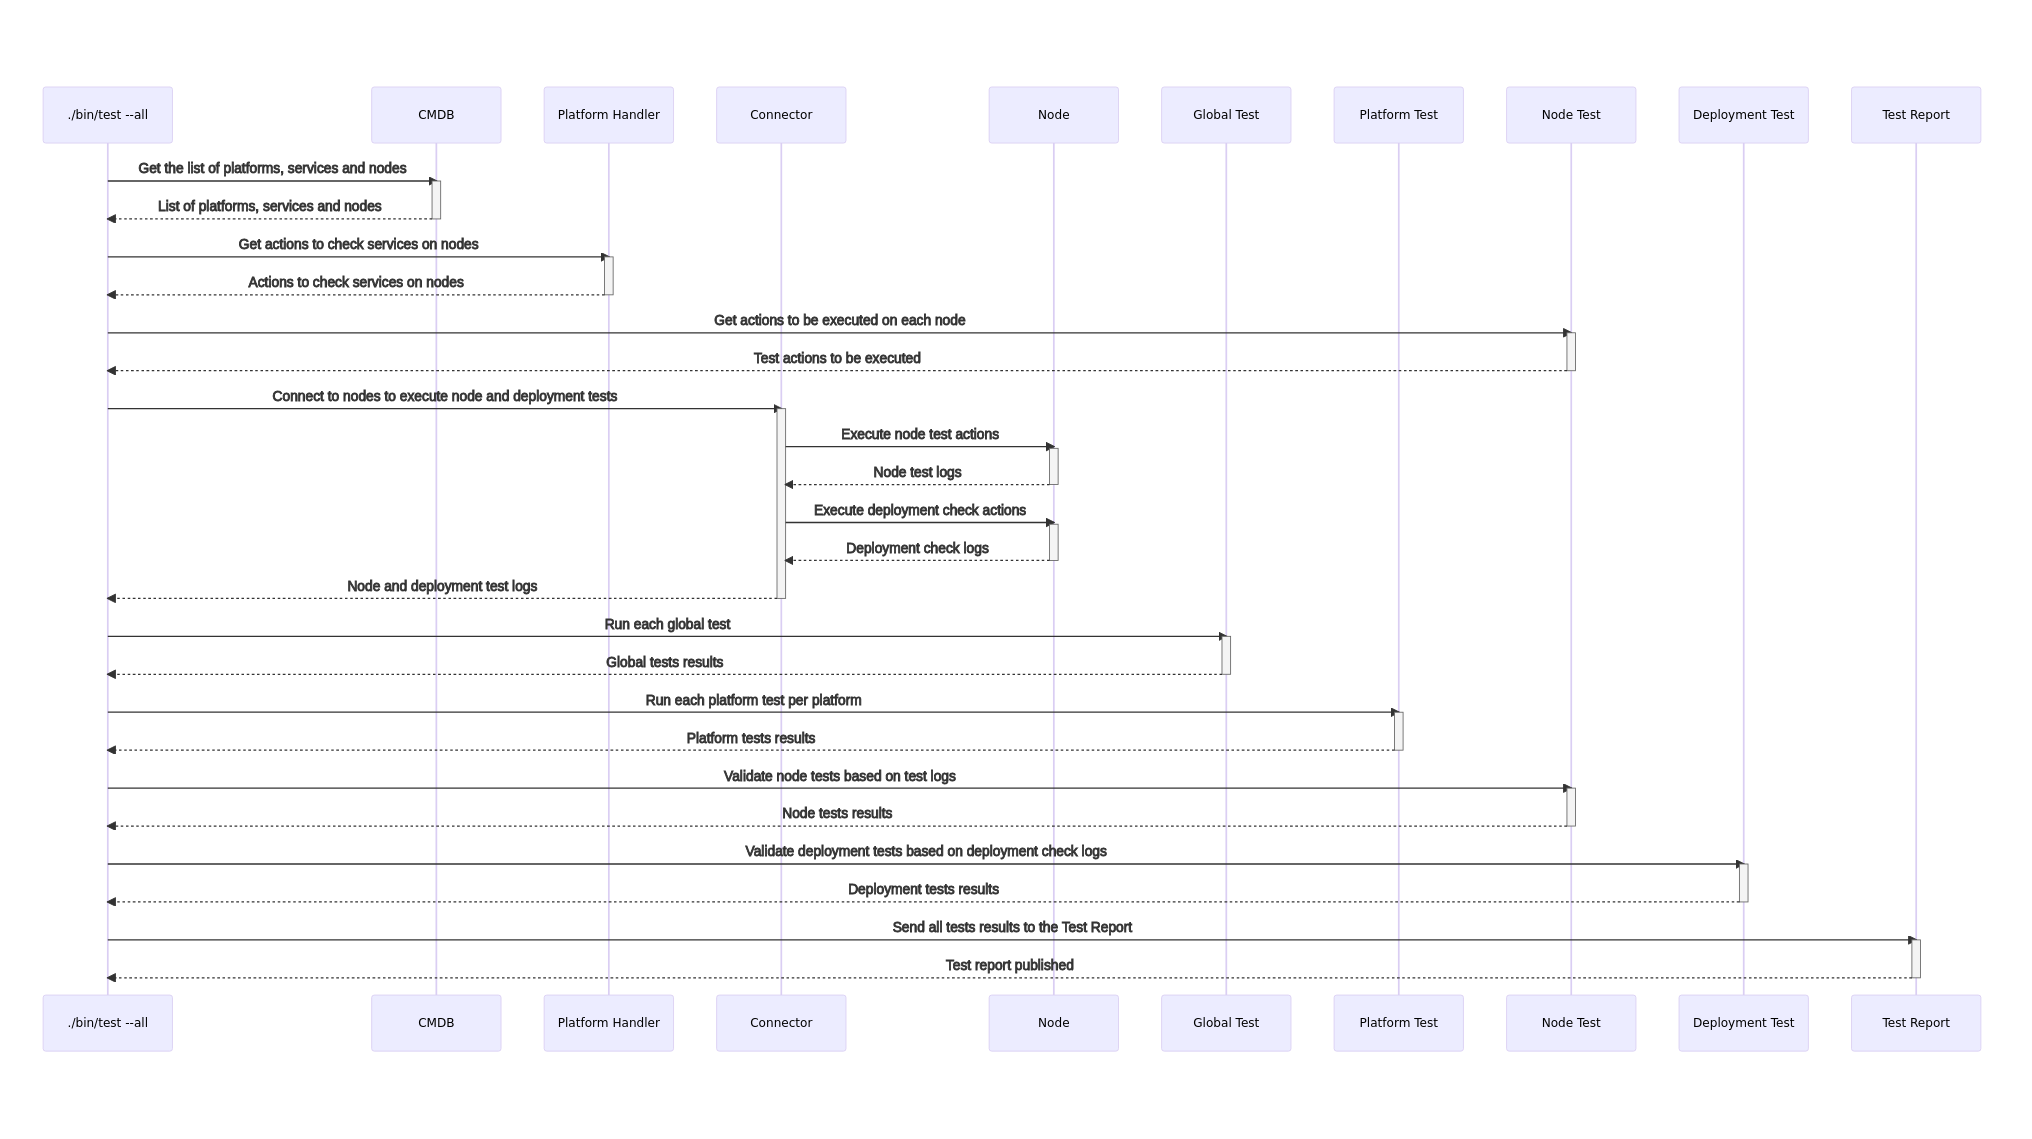 ./bin/test --all
CMDB
Platform Handler
Connector
Node
Global Test
Platform Test
Node Test
Deployment Test
Test Report
Get the list of platforms, services and nodes
List of platforms, services and nodes
Get actions to check services on nodes
Actions to check services on nodes
Get actions to be executed on each node
Test actions to be executed
Connect to nodes to execute node and deployment tests
Execute node test actions
Node test logs
Execute deployment check actions
Deployment check logs
Node and deployment test logs
Run each global test
Global tests results
Run each platform test per platform
Platform tests results
Validate node tests based on test logs
Node tests results
Validate deployment tests based on deployment check logs
Deployment tests results
Send all tests results to the Test Report
Test report published
./bin/test --all
CMDB
Platform Handler
Connector
Node
Global Test
Platform Test
Node Test
Deployment Test
Test Report